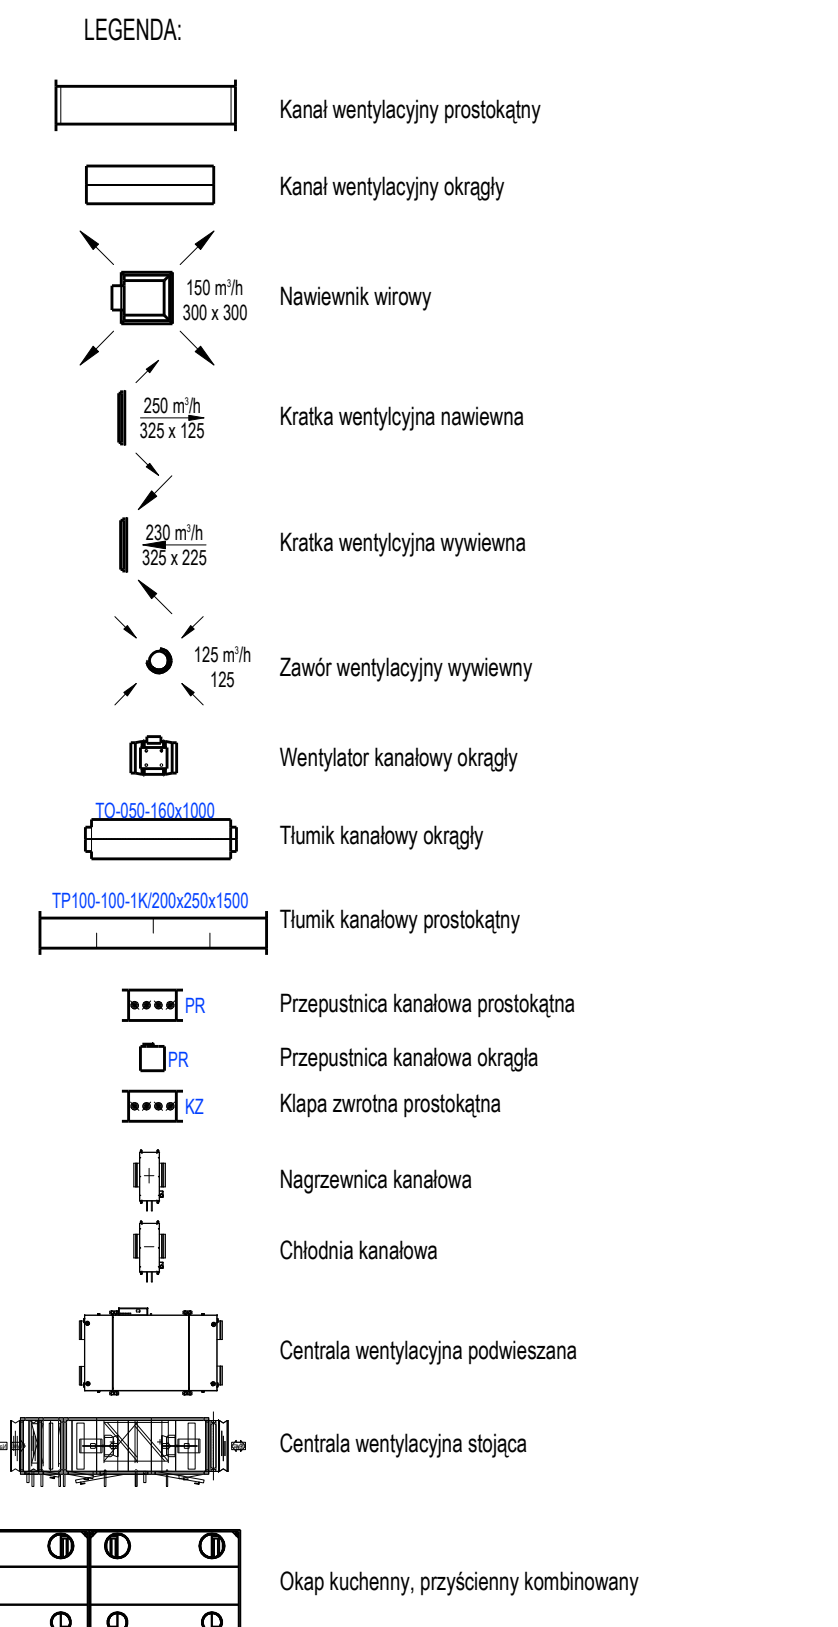 LEGENDA:
Kanał wentylacyjny prostokątny
Kanał wentylacyjny okrągły
150 m³/h
300 x 300
Nawiewnik wirowy
250 m³/h
325 x 125
Kratka wentylcyjna nawiewna
230 m³/h
325 x 225
Kratka wentylcyjna wywiewna
125 m³/h
125
Zawór wentylacyjny wywiewny
Wentylator kanałowy okrągły
TO-050-160x1000
Tłumik kanałowy okrągły
TP100-100-1K/200x250x1500
Tłumik kanałowy prostokątny
PR
Przepustnica kanałowa prostokątna
PR
Przepustnica kanałowa okrągła
KZ
Klapa zwrotna prostokątna
Nagrzewnica kanałowa
Chłodnia kanałowa
Centrala wentylacyjna podwieszana
Centrala wentylacyjna stojąca
Okap kuchenny, przyścienny kombinowany